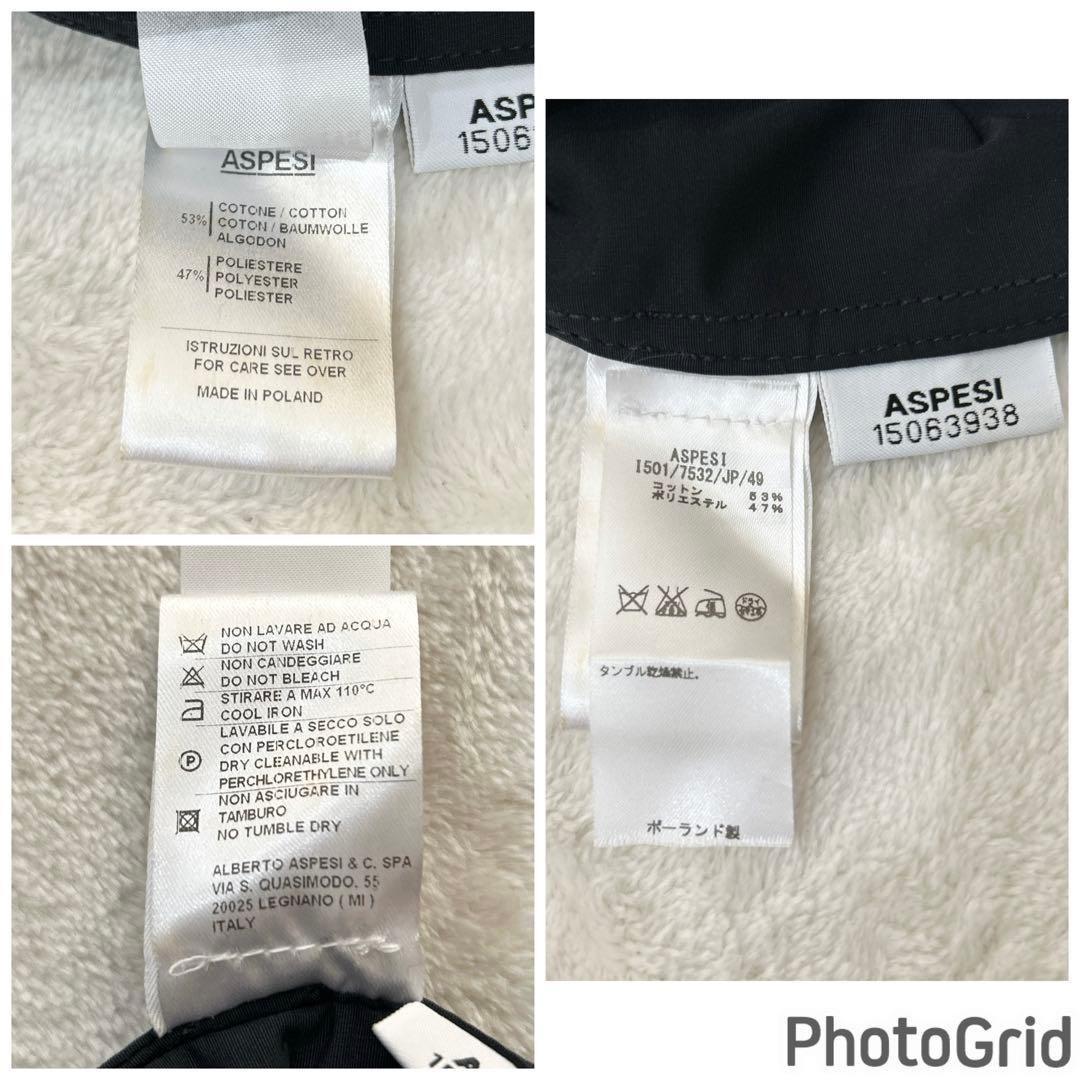 ASP
1506
ASPESI
53% COTONE / COTTON
COTON / BAUMWOLLE
ALGODON
47% POLIESTERE
POLYESTER
POLIESTER
ISTRUZIONI SUL RETRO
FOR CARE SEE OVER
MADE IN POLAND
ASPESI
15063938
ASPESI
I501/7532/JP/49
コットン 53%
ポリエステル 47%
ドライ
タンブル乾燥禁止。
ポーランド製
NON LAVARE AD ACQUA
DO NOT WASH
NON CANDEGGIARE
DO NOT BLEACH
STIRARE A MAX 110°C
COOL IRON
LAVABILE A SECCO SOLO
CON PERCLOROETILENE
P DRY CLEANABLE WITH
PERCHLORETHYLENE ONLY
NON ASCIUGARE IN
TAMBURO
NO TUMBLE DRY
ALBERTO ASPESI & C. SPA
VIA S. QUASIMODO. 55
20025 LEGNANO ( MI )
ITALY
PhotoGrid